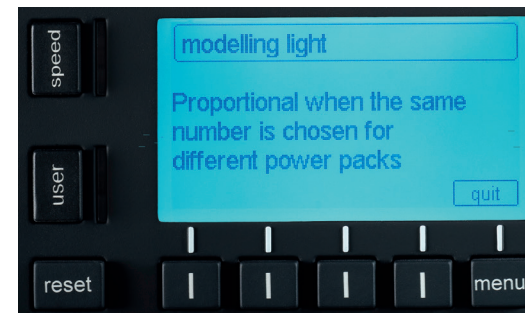 speed
modelling light
Proportional when the same
number is chosen for
different power packs
user
quit
reset
menu